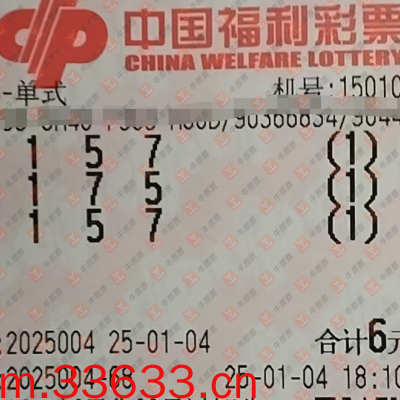 中国福利彩票
CHINA WELFARE LOTTERY
-单式 机号:15010
1 5 7 (1)
1 7 5 (1)
1 5 7 (1)
:2025004 25-01-04 合计6元
:2025004-68 25-01-04 18:10
m.33633.cn